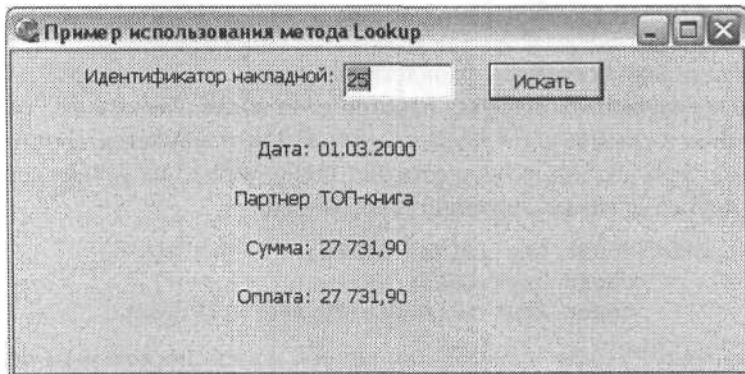 Пример использования метода Lookup
Идентификатор накладной: 25 Искать
Дата: 01.03.2000
Партнер ТОП-книга
Сумма: 27 731,90
Оплата: 27 731,90